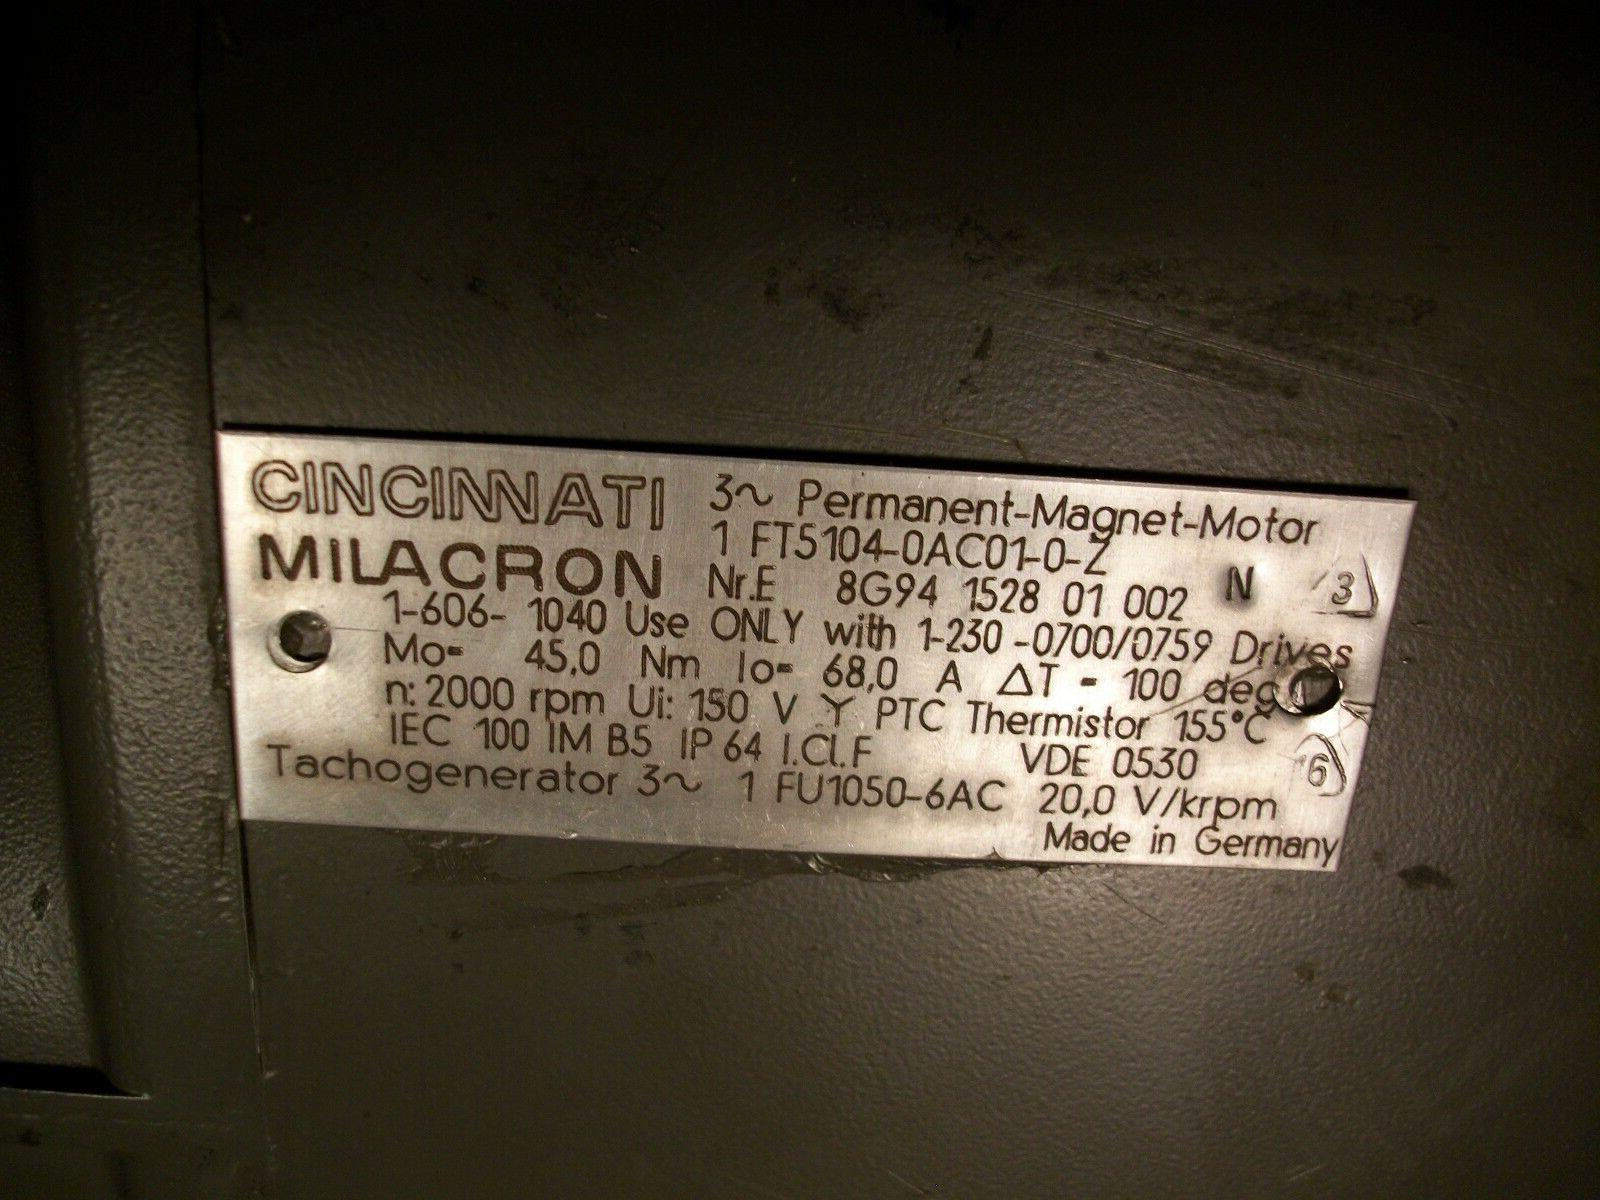 CINCINNATI
MILACRON
3~ Permanent-Magnet-Motor
1 FT5104-0AC01-0-Z
Nr.E 8G94 1528 01 002 N 3
1-606- 1040 Use ONLY with 1-230-0700/0759 Drives
Mo= 45,0 Nm Io= 68,0 A ΔT = 100 deg
n: 2000 rpm Ui: 150 V Y PTC Thermistor 155°C
IEC 100 IM B5 IP 64 I.Cl.F VDE 0530 6
Tachogenerator 3~ 1 FU1050-6AC 20,0 V/krpm
Made in Germany